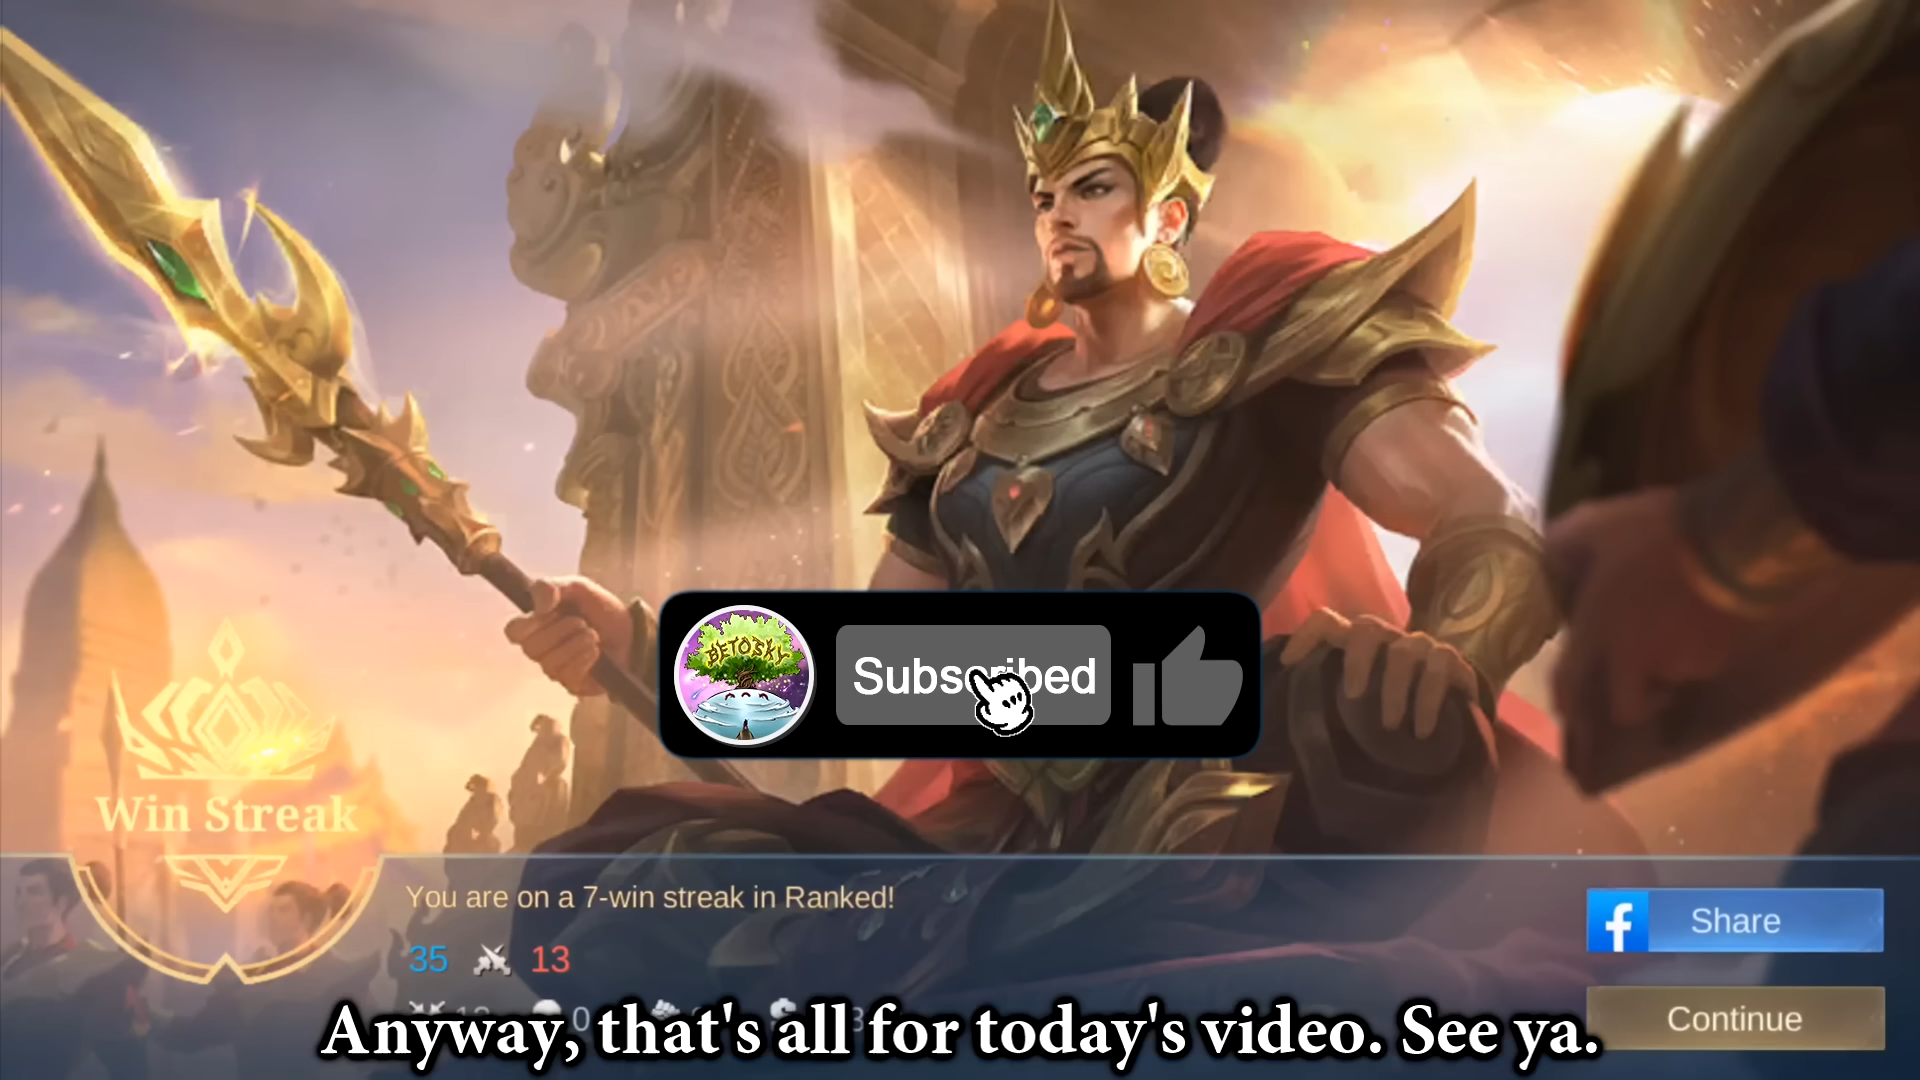 BETOSKY
Subscribed
Win Streak
You are on a 7-win streak in Ranked!
35 13
Share
Continue
Anyway, that's all for today's video. See ya.